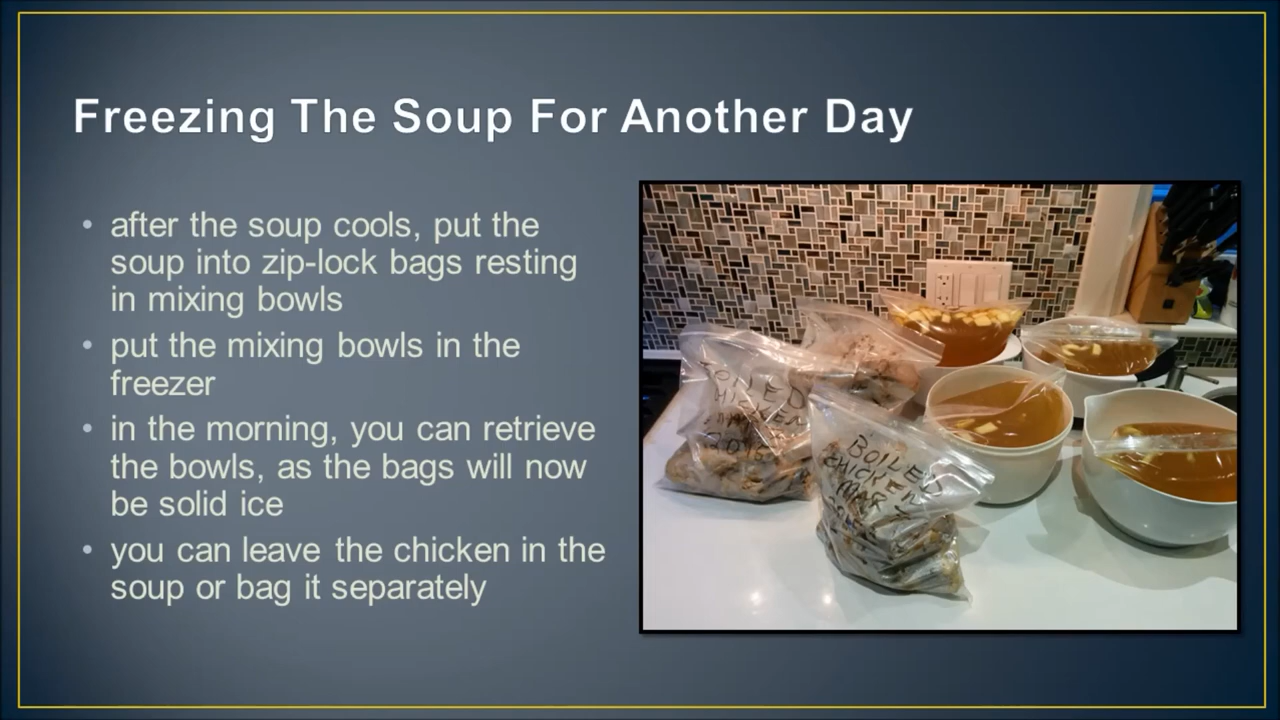 Freezing The Soup For Another Day
• after the soup cools, put the
soup into zip-lock bags resting
in mixing bowls
• put the mixing bowls in the
freezer
• in the morning, you can retrieve
the bowls, as the bags will now
be solid ice
• you can leave the chicken in the
soup or bag it separately
BOILED
CHICKEN
BOILED
CHICKEN
MAR